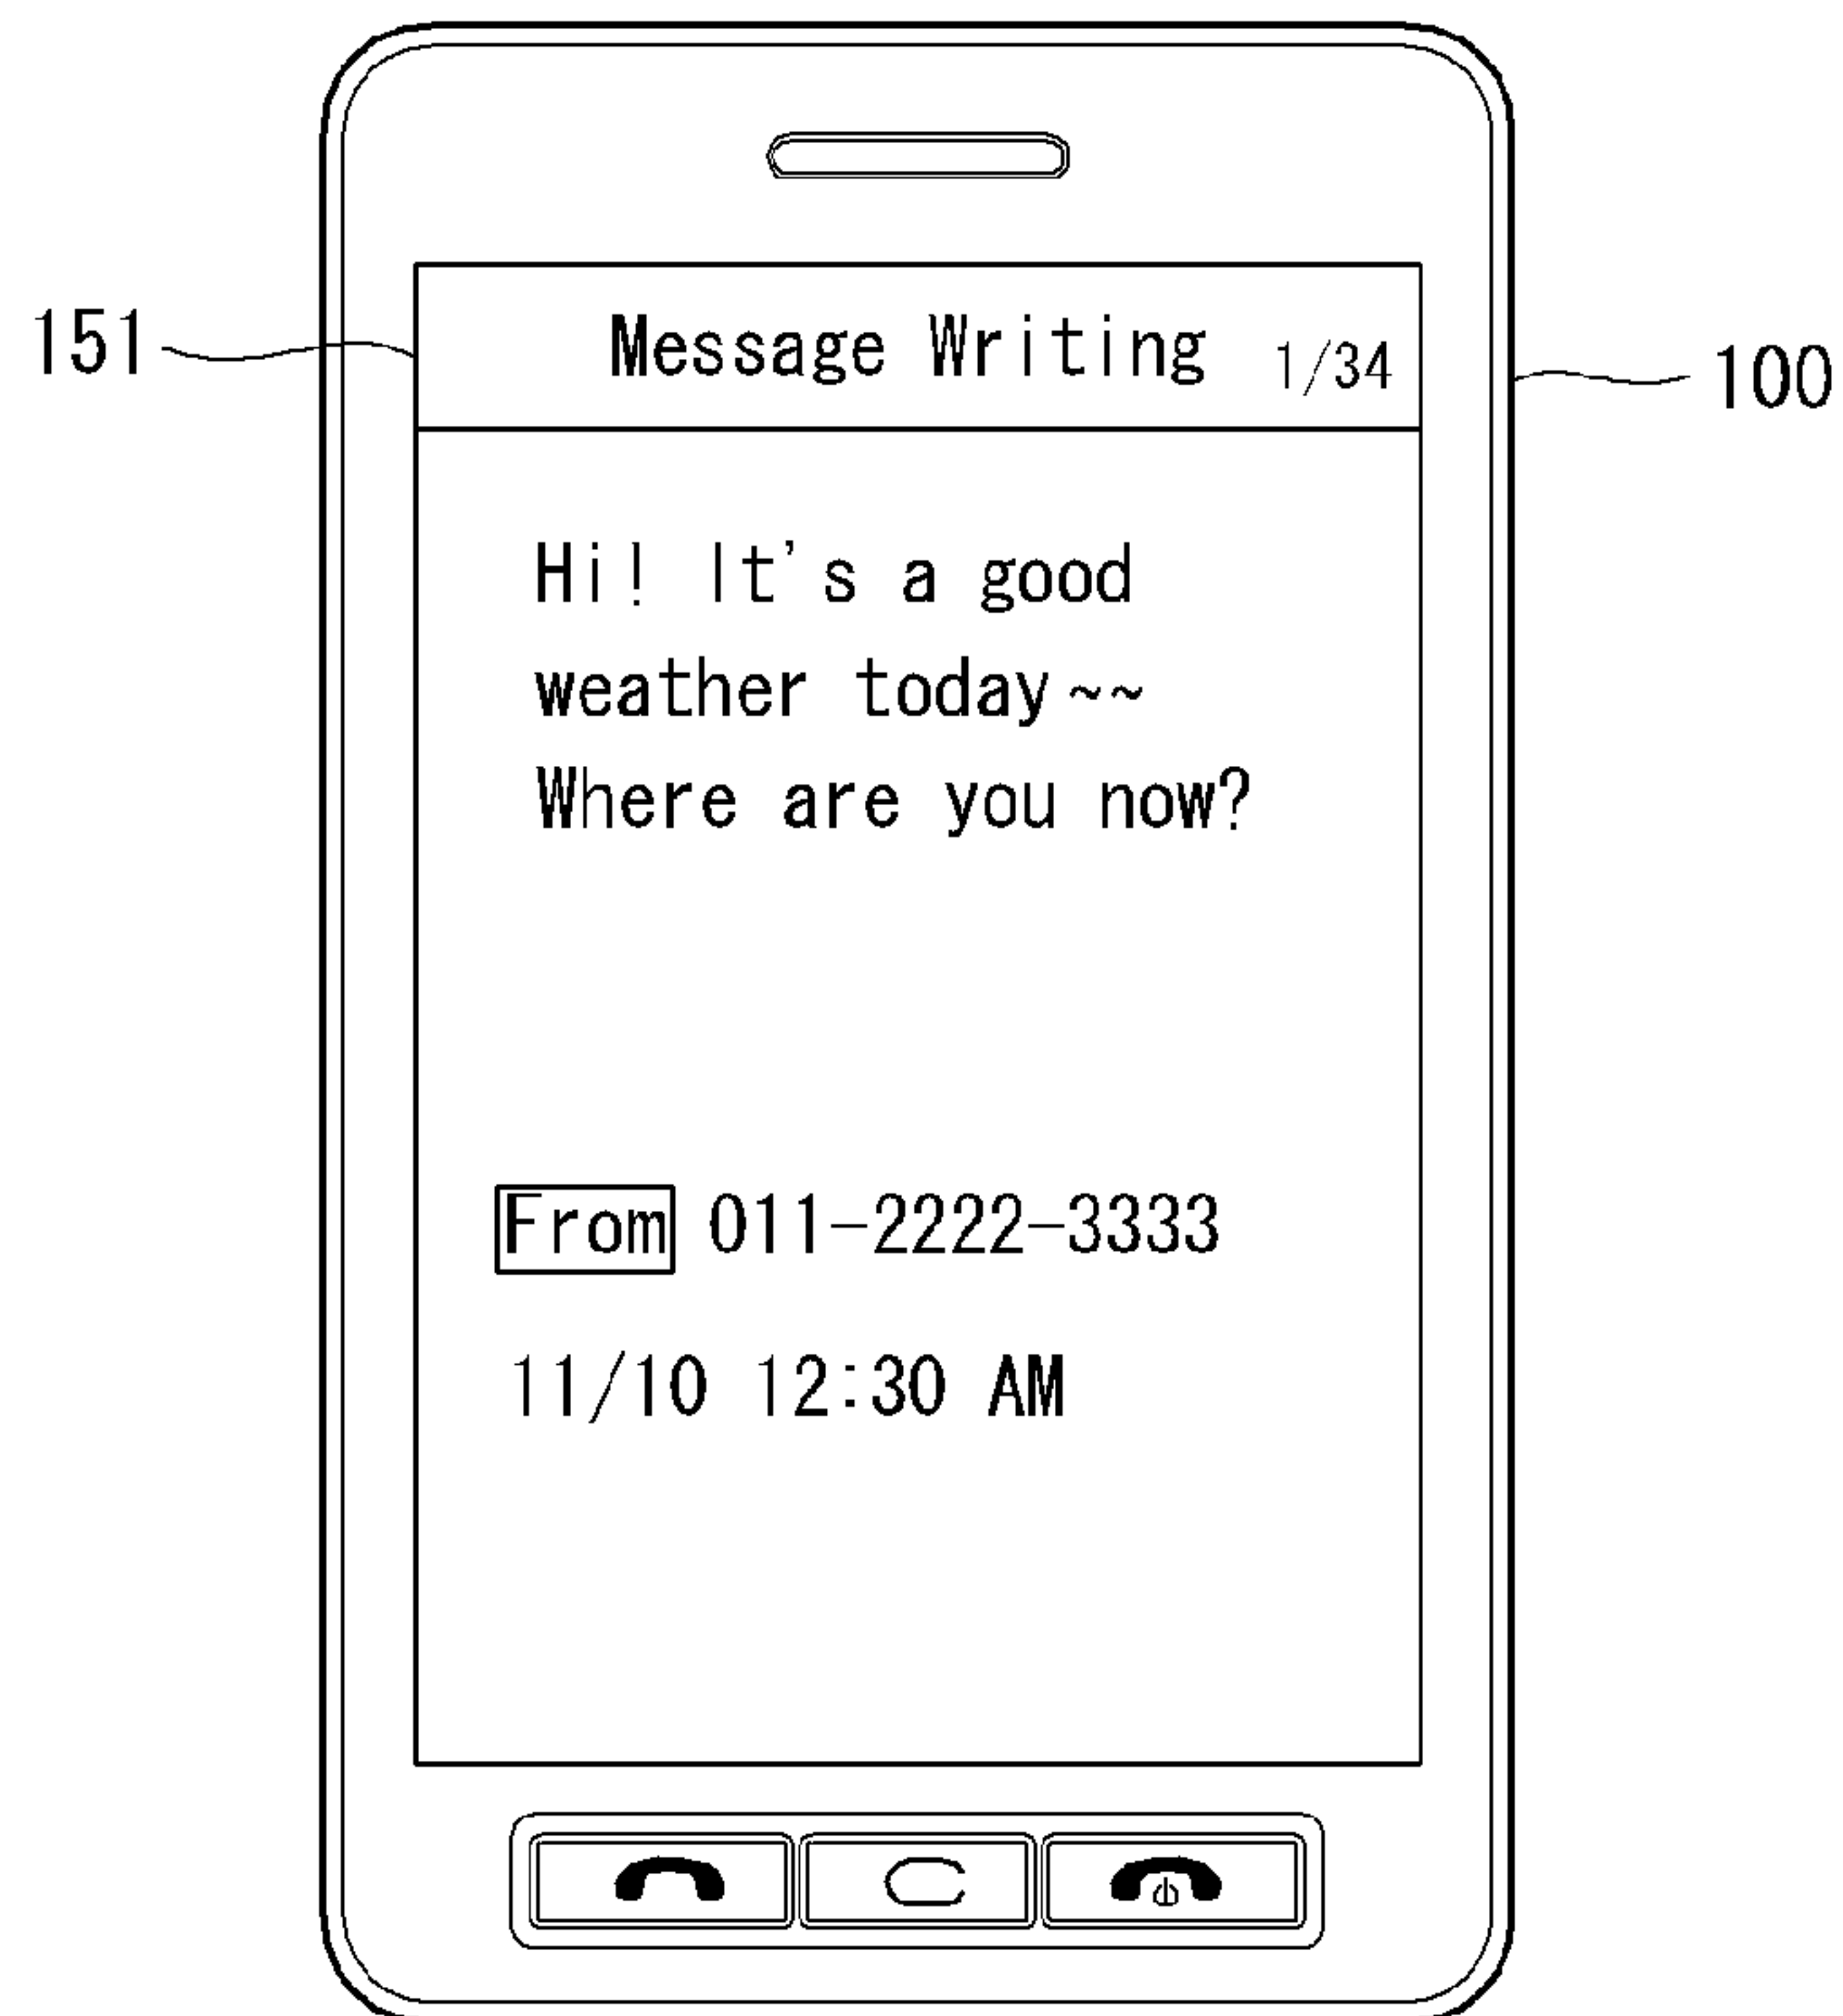 151
Message Writing 1/34
100
Hi! It's a good
weather today~~
Where are you now?
From 011-2222-3333
11/10 12:30 AM
C